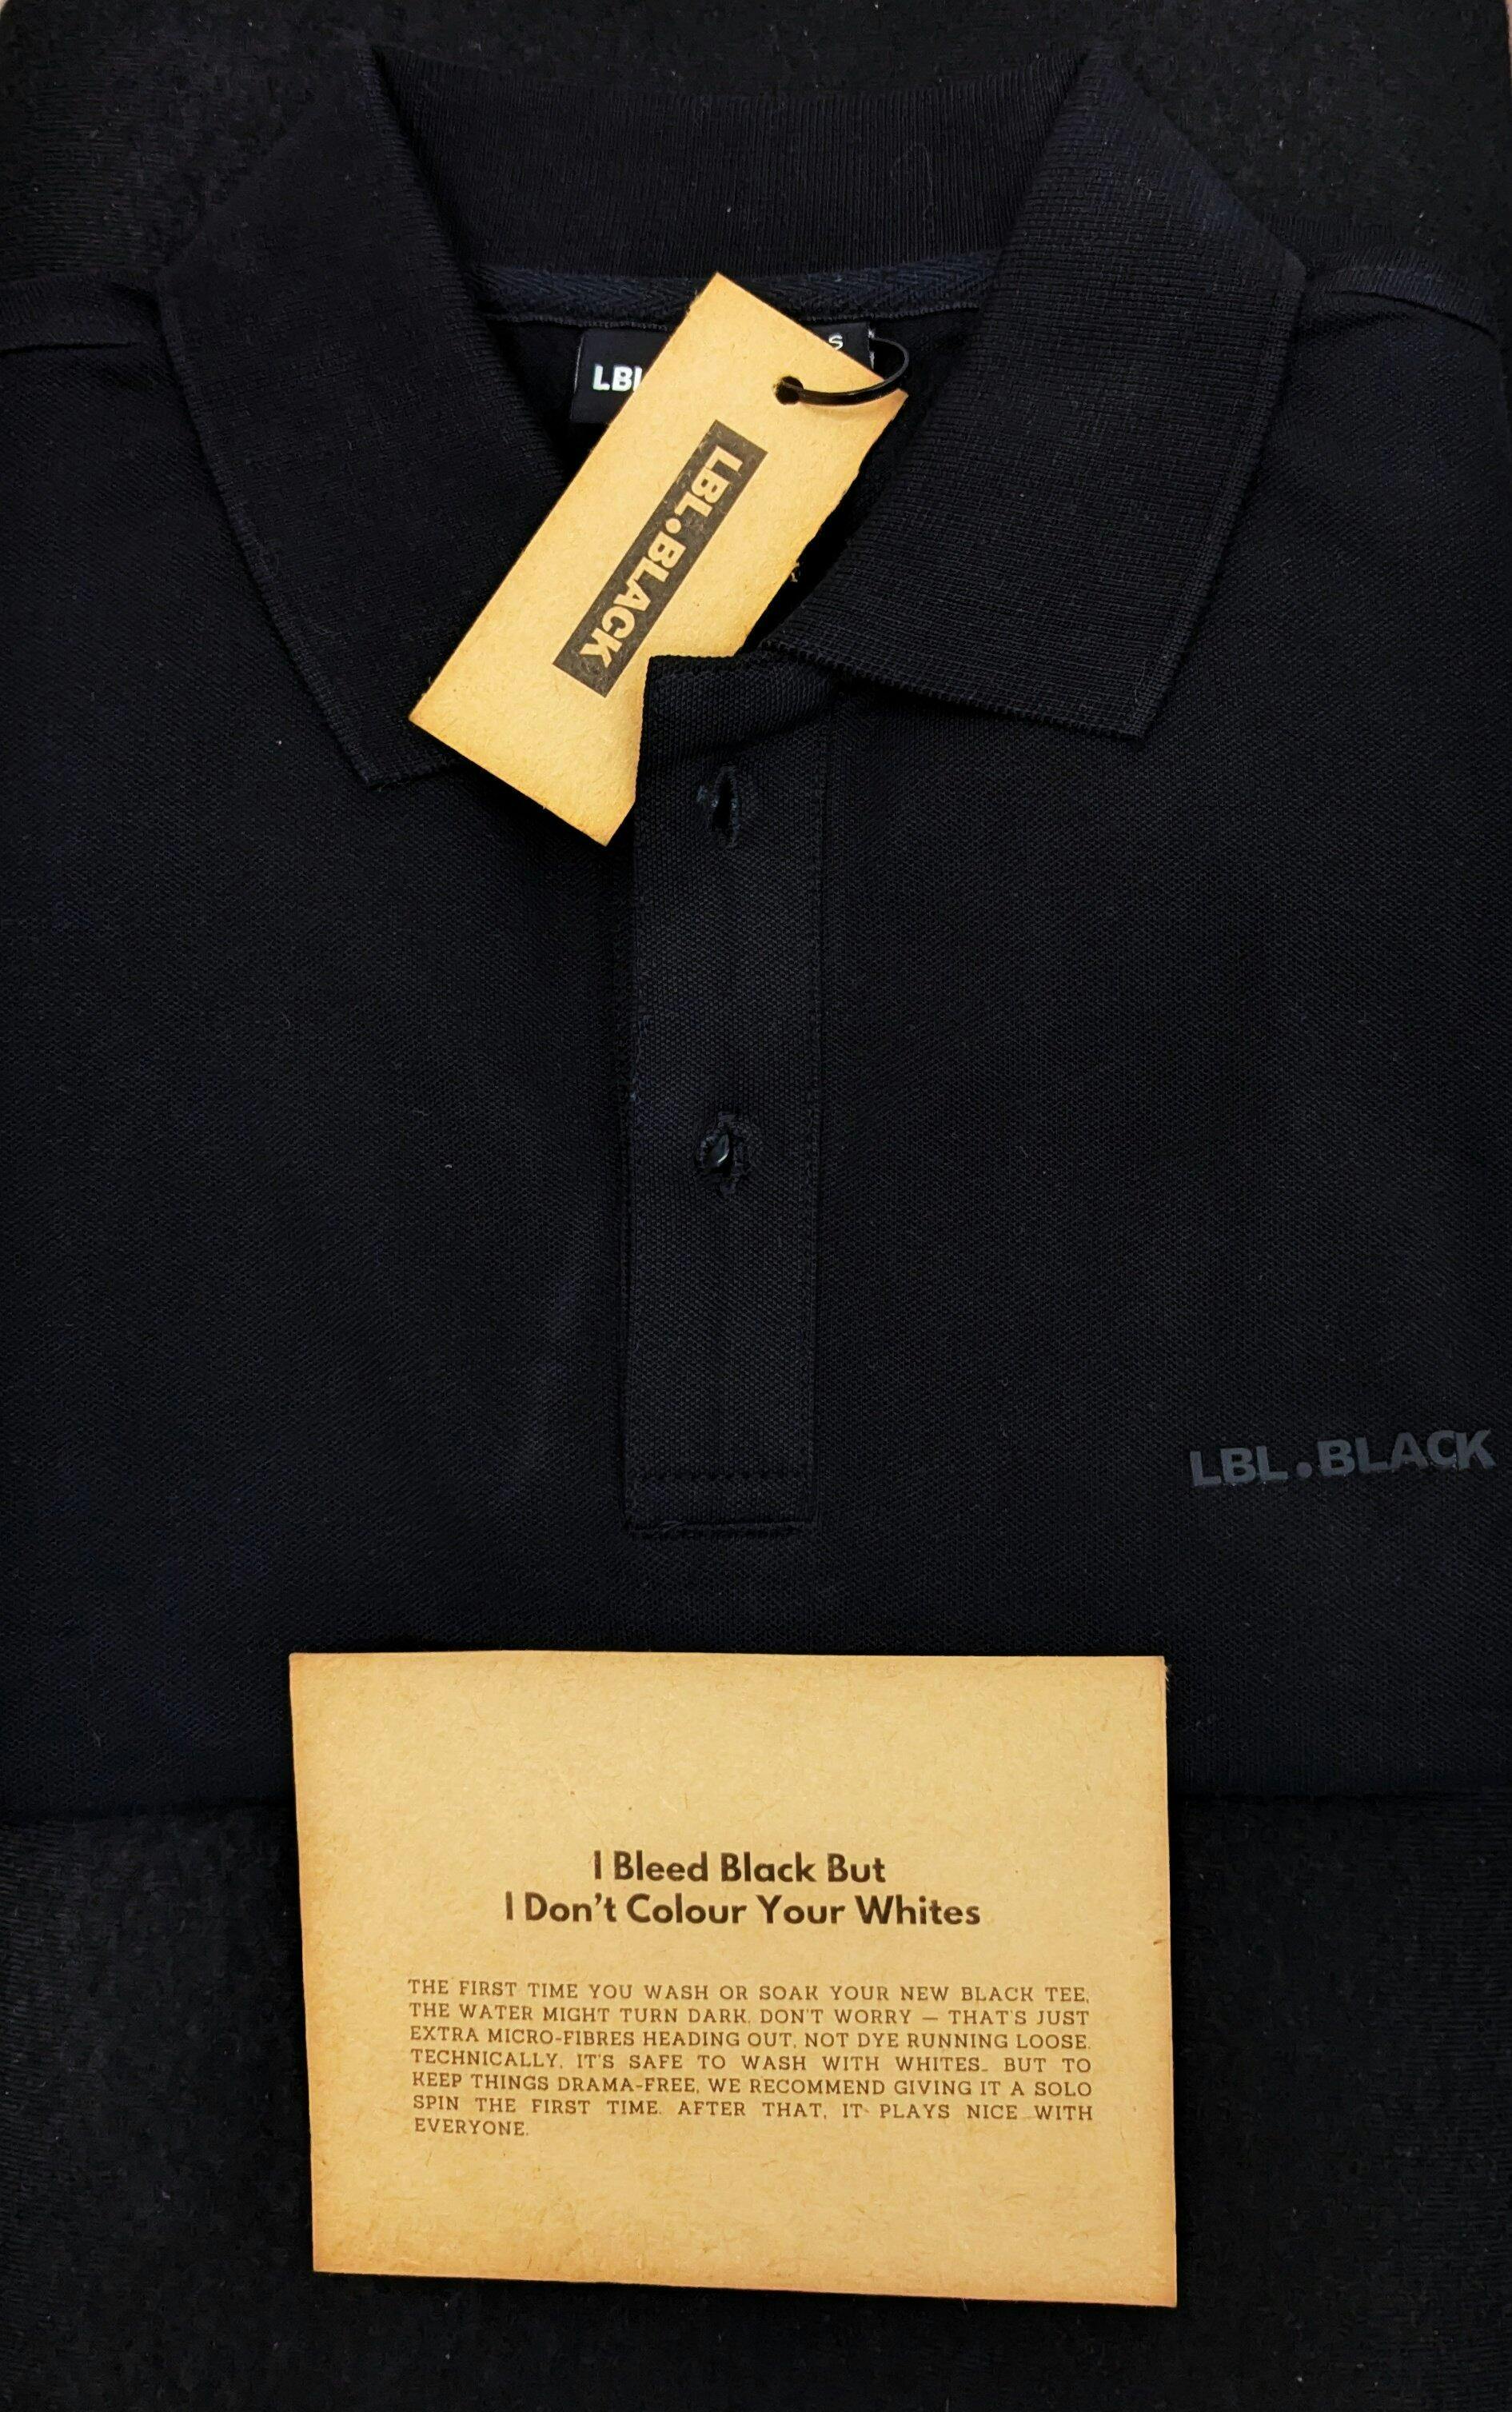 LBL
S
LBL.BLACK
LBL.BLACK
I Bleed Black But
I Don't Colour Your Whites
THE FIRST TIME YOU WASH OR SOAK YOUR NEW BLACK TEE,
THE WATER MIGHT TURN DARK. DON'T WORRY — THAT'S JUST
EXTRA MICRO-FIBRES HEADING OUT, NOT DYE RUNNING LOOSE.
TECHNICALLY, IT'S SAFE TO WASH WITH WHITES. BUT TO
KEEP THINGS DRAMA-FREE, WE RECOMMEND GIVING IT A SOLO
SPIN THE FIRST TIME. AFTER THAT, IT PLAYS NICE WITH
EVERYONE.